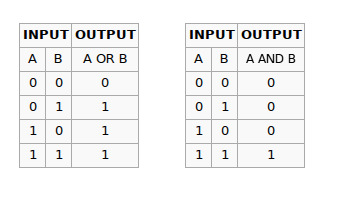 INPUT OUTPUT
A B A OR B
0 0 0
0 1 1
1 0 1
1 1 1
INPUT OUTPUT
A B A AND B
0 0 0
0 1 0
1 0 0
1 1 1